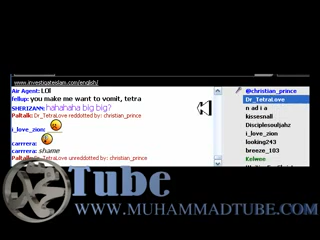 www.investigateislam.com/english/
Air Agent: LOl
fellup: you make me want to vomit, tetra
SHERIZANY: hahahaha big big?
Paltalk: Dr_TetraLove reddotted by: christian_prince
i_love_zion:
carrrera:
carrrera: shame
Paltalk: Dr_TetraLove unreddotted by: christian_prince
@christian_prince
Dr_TetraLove
n ad i a
kissesnall
Disciplesouljahz
i_love_zion
looking243
breeze_103
Kelwee
Tube
WWW.MUHAMMADTUBE.COM